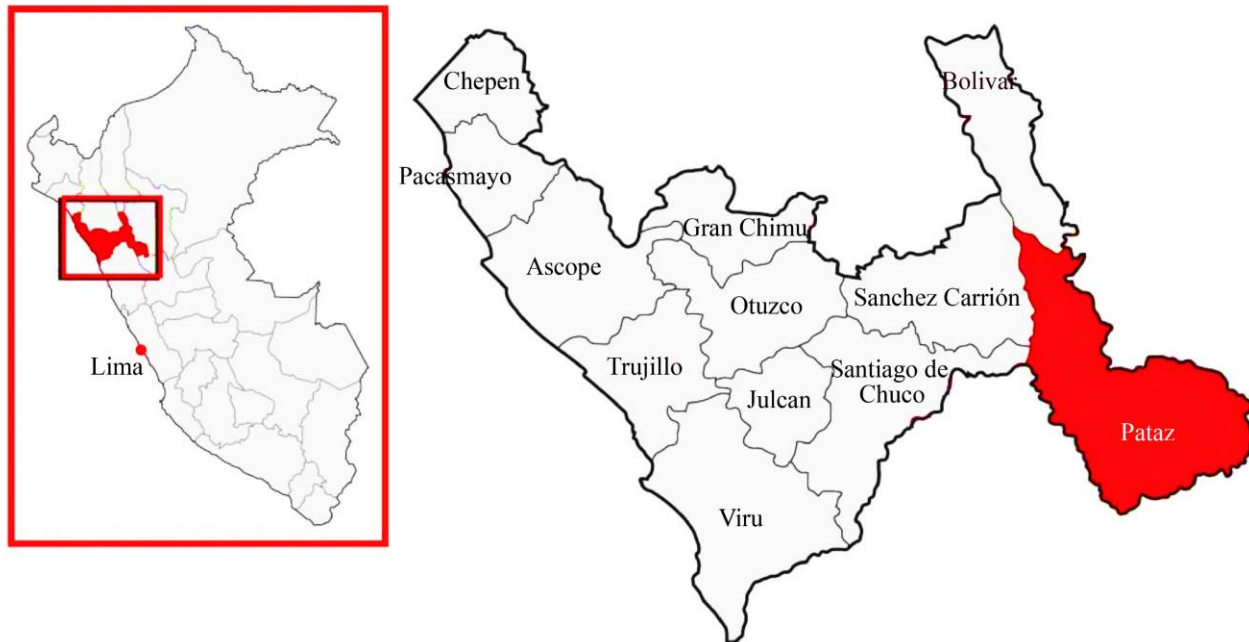 Lima
Chepen
Bolivar
Pacasmayo
Gran Chimu
Ascope
Otuzco
Sanchez Carrión
Trujillo
Julcan
Santiago de
Chuco
Pataz
Viru